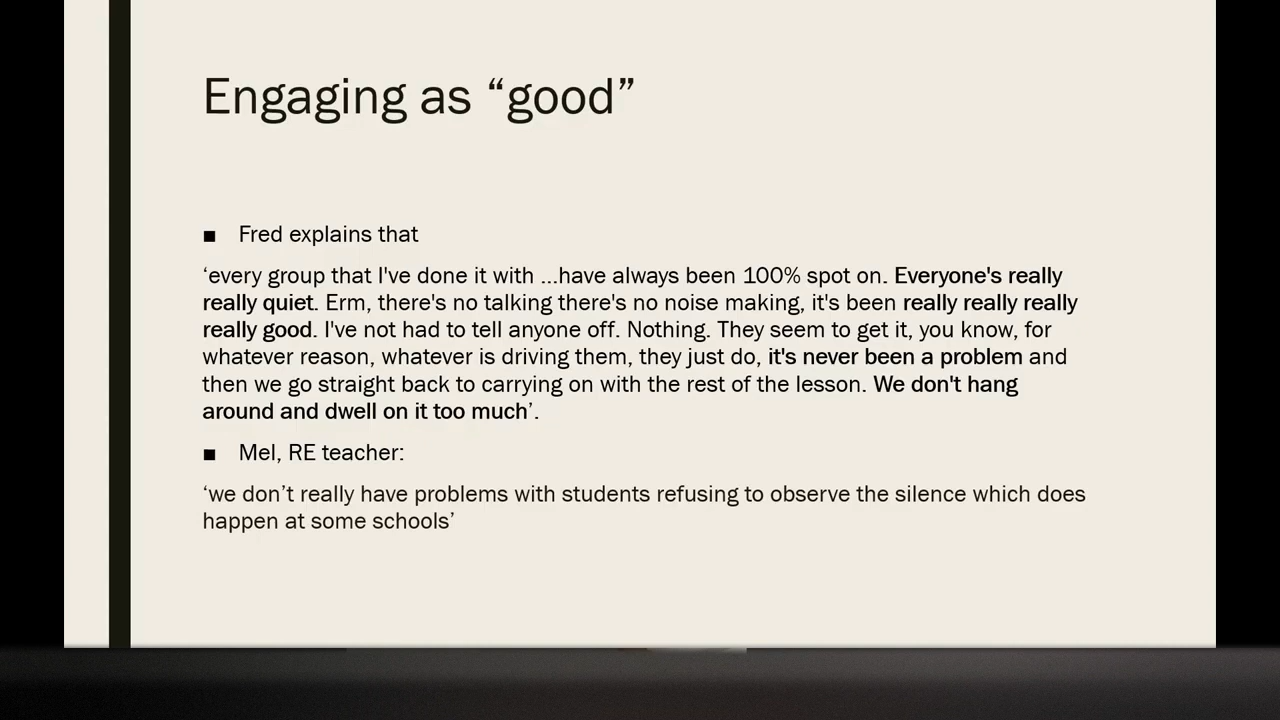 Engaging as “good”
■ Fred explains that
‘every group that I've done it with ...have always been 100% spot on. Everyone's really
really quiet. Erm, there's no talking there's no noise making, it's been really really really
really good. I've not had to tell anyone off. Nothing. They seem to get it, you know, for
whatever reason, whatever is driving them, they just do, it's never been a problem and
then we go straight back to carrying on with the rest of the lesson. We don't hang
around and dwell on it too much’.
■ Mel, RE teacher:
‘we don’t really have problems with students refusing to observe the silence which does
happen at some schools’